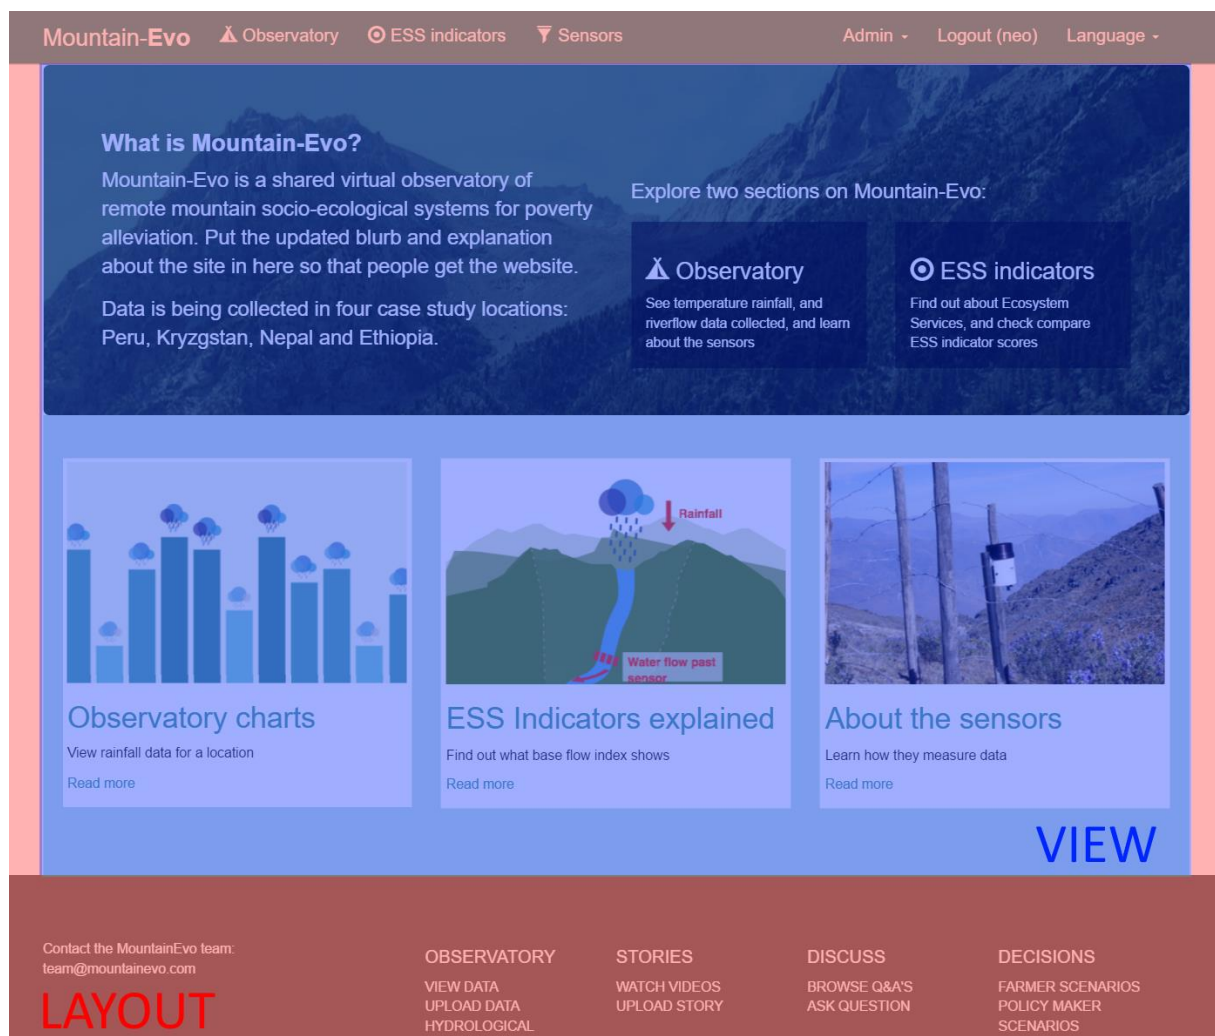 Mountain-Evo Observatory ESS indicators Sensors Admin Logout (neo) Language
What is Mountain-Evo?
Mountain-Evo is a shared virtual observatory of
remote mountain socio-ecological systems for poverty
alleviation. Put the updated blurb and explanation
about the site in here so that people get the website.
Data is being collected in four case study locations:
Peru, Kryzgstan, Nepal and Ethiopia.
Explore two sections on Mountain-Evo:
Observatory
See temperature rainfall, and
riverflow data collected, and learn
about the sensors
ESS indicators
Find out about Ecosystem
Services, and check compare
ESS indicator scores
Observatory charts
View rainfall data for a location
Read more
Rainfall
Water flow past
sensor
ESS Indicators explained
Find out what base flow index shows
Read more
About the sensors
Learn how they measure data
Read more
VIEW
Contact the MountainEvo team:
team@mountainevo.com
LAYOUT
OBSERVATORY
VIEW DATA
UPLOAD DATA
HYDROLOGICAL
STORIES
WATCH VIDEOS
UPLOAD STORY
DISCUSS
BROWSE Q&A'S
ASK QUESTION
DECISIONS
FARMER SCENARIOS
POLICY MAKER
SCENARIOS